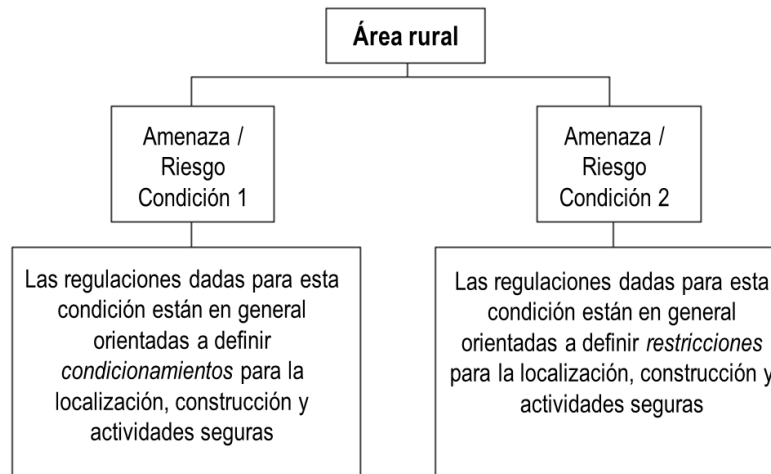 Área rural
Amenaza /
Riesgo
Condición 1
Amenaza /
Riesgo
Condición 2
Las regulaciones dadas para esta
condición están en general
orientadas a definir
condicionamientos para la
localización, construcción y
actividades seguras
Las regulaciones dadas para esta
condición están en general
orientadas a definir restricciones
para la localización, construcción y
actividades seguras